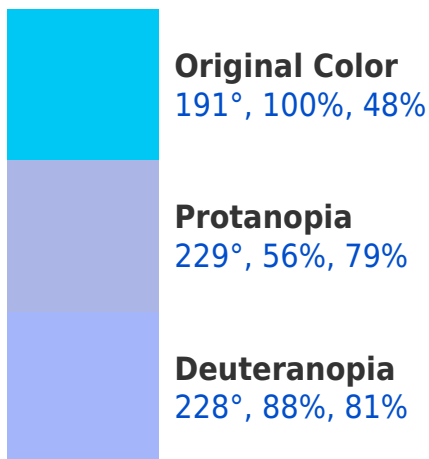 Original Color
191°, 100%, 48%
Protanopia
229°, 56%, 79%
Deuteranopia
228°, 88%, 81%